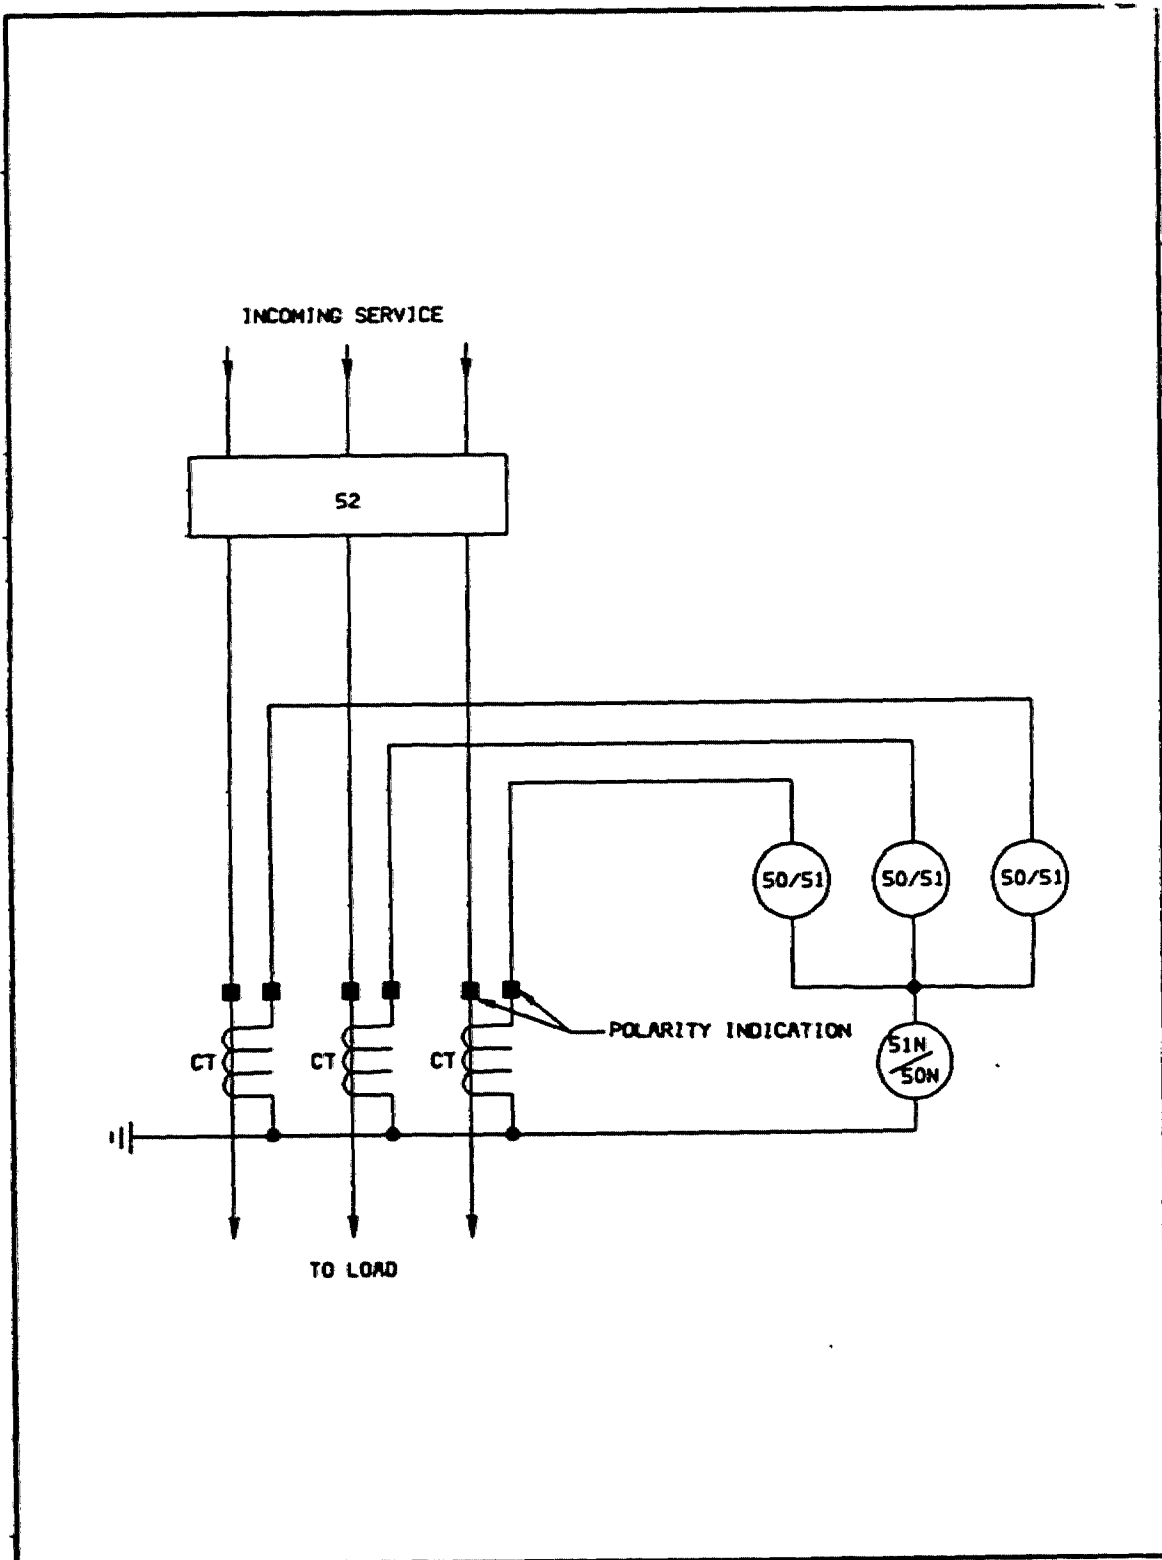 INCOMING SERVICE
52
50/51
50/51
50/51
POLARITY INDICATION
CT
CT
CT
51N
50N
TO LOAD